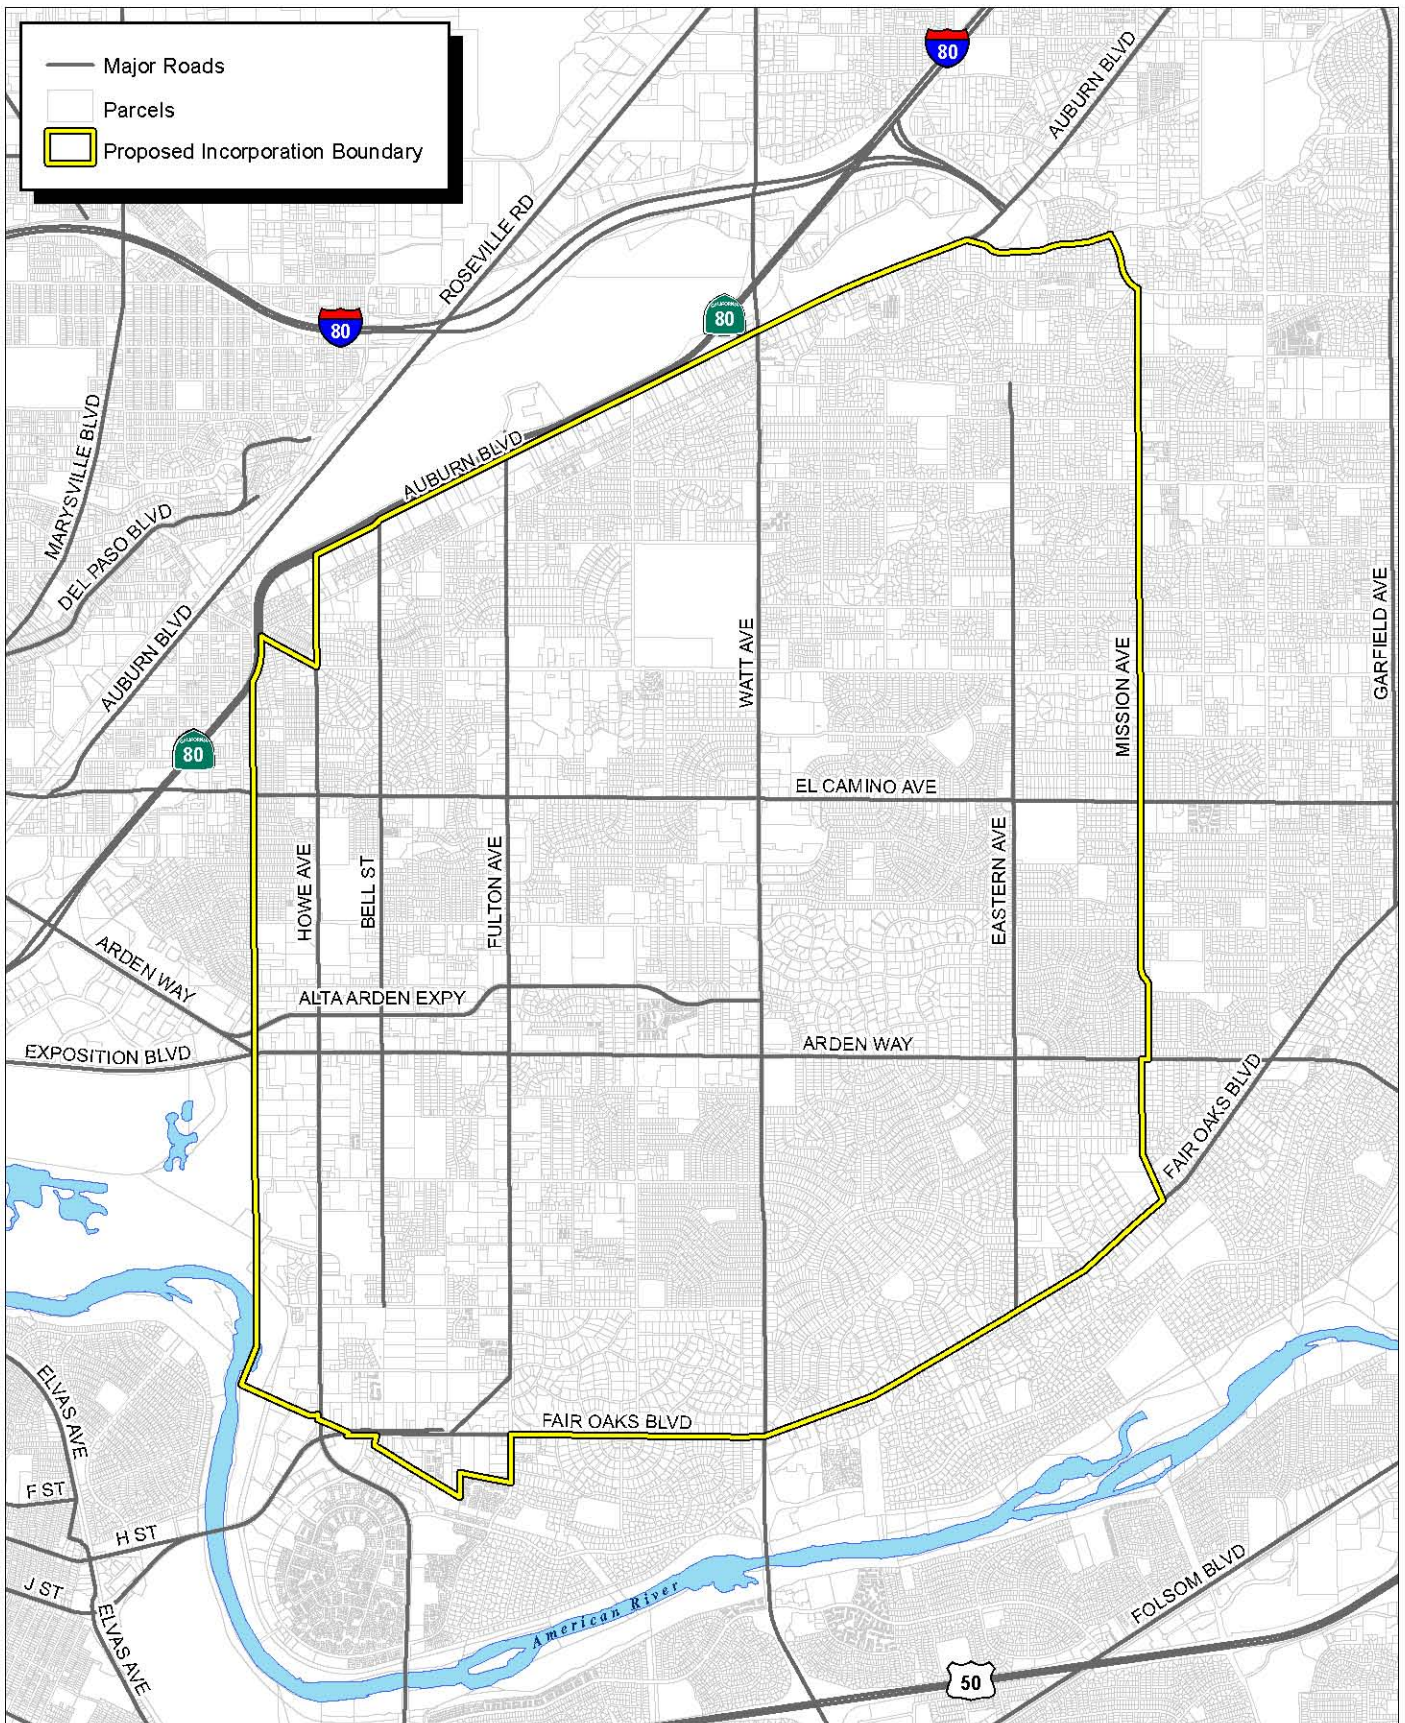 Major Roads
Parcels
Proposed Incorporation Boundary
80
AUBURN BLVD
ROSEVILLE RD
80
CALIFORNIA
80
MARYSVILLE BLVD
AUBURN BLVD
DEL PASO BLVD
GARFIELD AVE
AUBURN BLVD
WATT AVE
MISSION AVE
CALIFORNIA
80
EL CAMINO AVE
HOWE AVE
BELL ST
FULTON AVE
EASTERN AVE
ARDEN WAY
ALTA ARDEN EXPY
EXPOSITION BLVD
ARDEN WAY
FAIR OAKS BLVD
ELVAS AVE
FAIR OAKS BLVD
F ST
H ST
J ST
American River
FOLSOM BLVD
ELVAS AVE
50